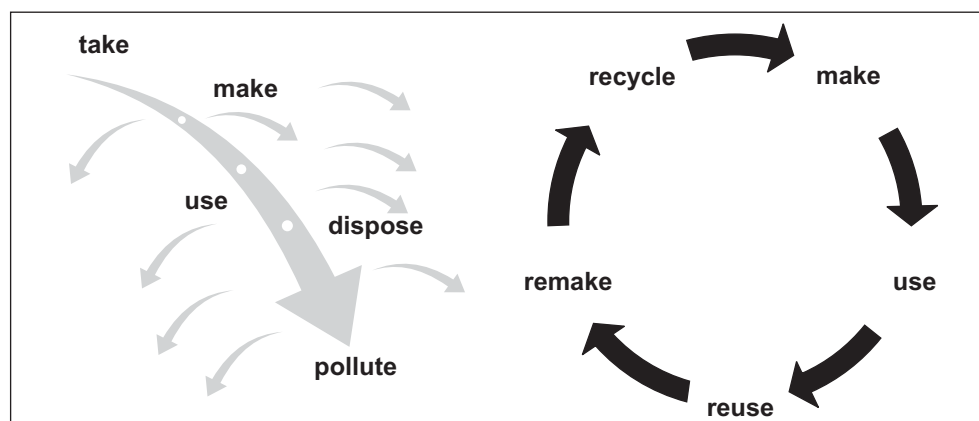 take
make
use
dispose
pollute
recycle
make
use
reuse
remake